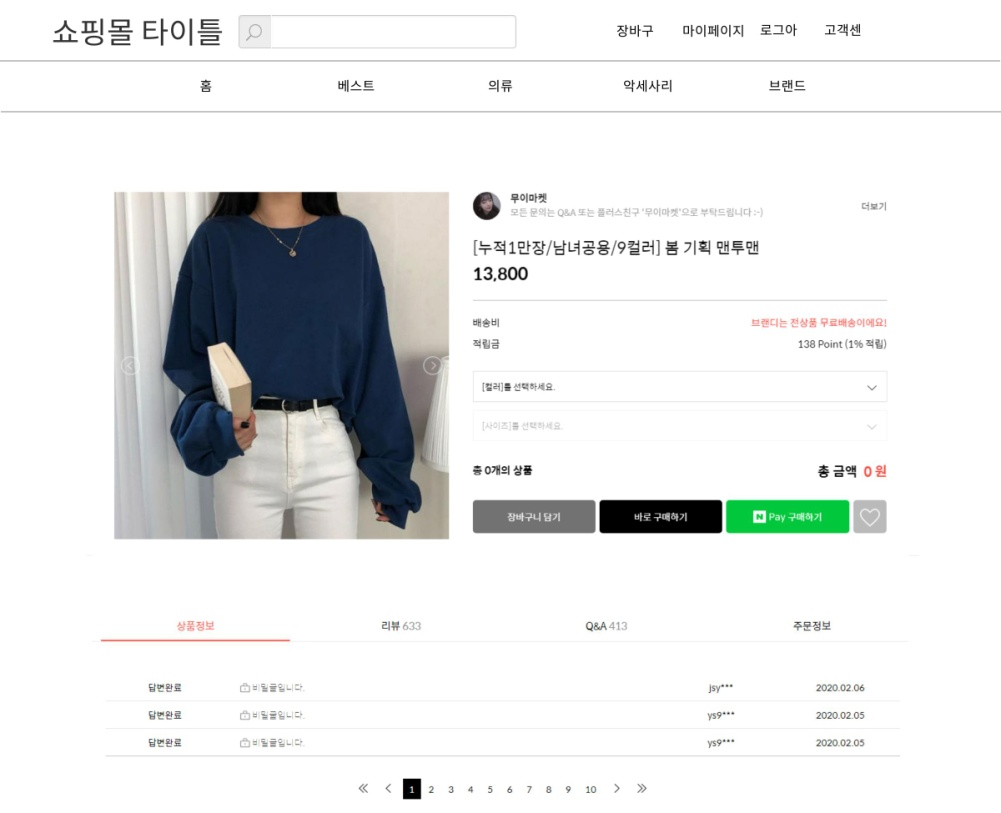 쇼핑몰 타이틀
장바구 마이페이지 로그아 고객센
홈 베스트 의류 악세사리 브랜드
무이마켓
모든 문의는 Q&A 또는 플러스친구 '무이마켓'으로 부탁드립니다 :-)
더보기
[누적1만장/남녀공용/9컬러] 봄 기획 맨투맨
13,800
배송비 브랜디는 전상품 무료배송이에요!
적립금 138 Point (1% 적립)
[컬러]를 선택하세요.
[사이즈]를 선택하세요.
총 0개의 상품 총 금액 0 원
장바구니 담기 바로 구매하기 N Pay 구매하기
상품정보 리뷰 633 Q&A 413 주문정보
답변완료 비밀글입니다. jsy*** 2020.02.06
답변완료 비밀글입니다. ys9*** 2020.02.05
답변완료 비밀글입니다. ys9*** 2020.02.05
1 2 3 4 5 6 7 8 9 10